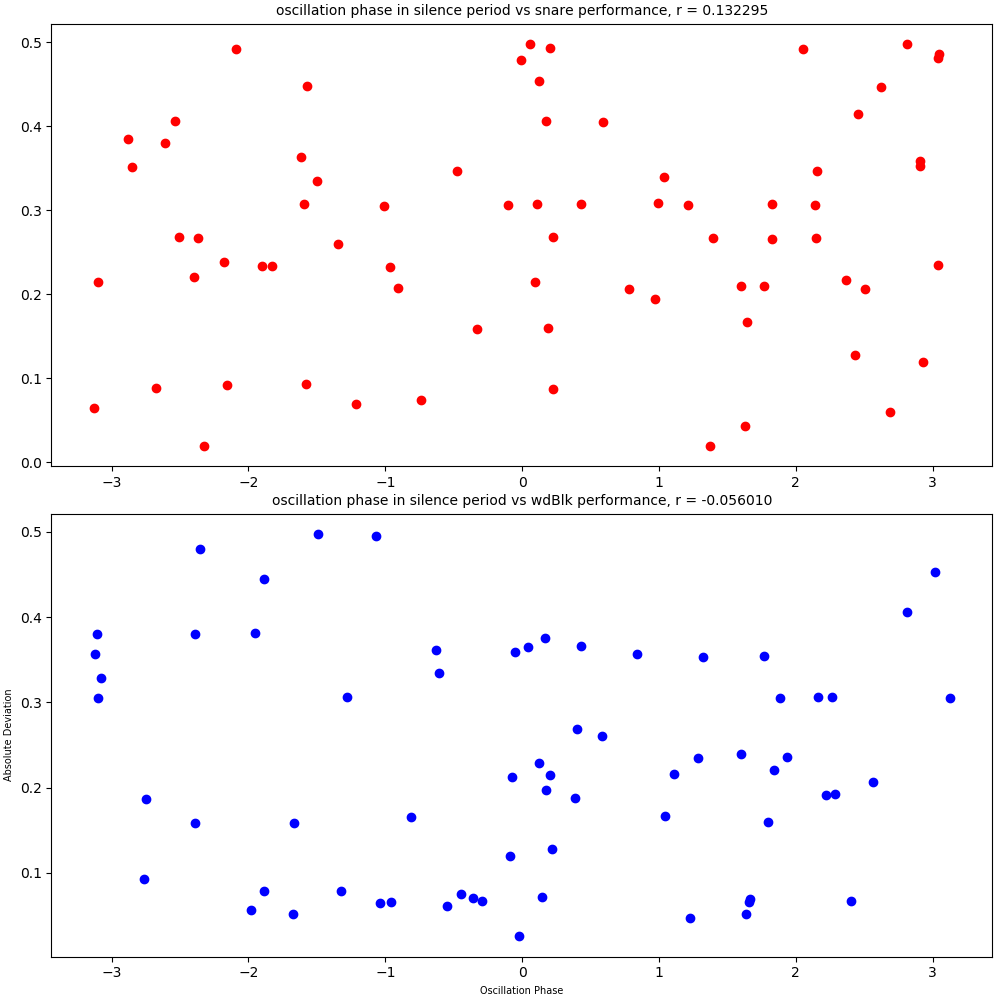 oscillation phase in silence period vs snare performance, r = 0.132295
0.5
0.4
0.3
0.2
0.1
0.0
−3 −2 −1 0 1 2 3
oscillation phase in silence period vs wdBlk performance, r = -0.056010
0.5
0.4
0.3
0.2
0.1
Absolute Deviation
−3 −2 −1 0 1 2 3
Oscillation Phase